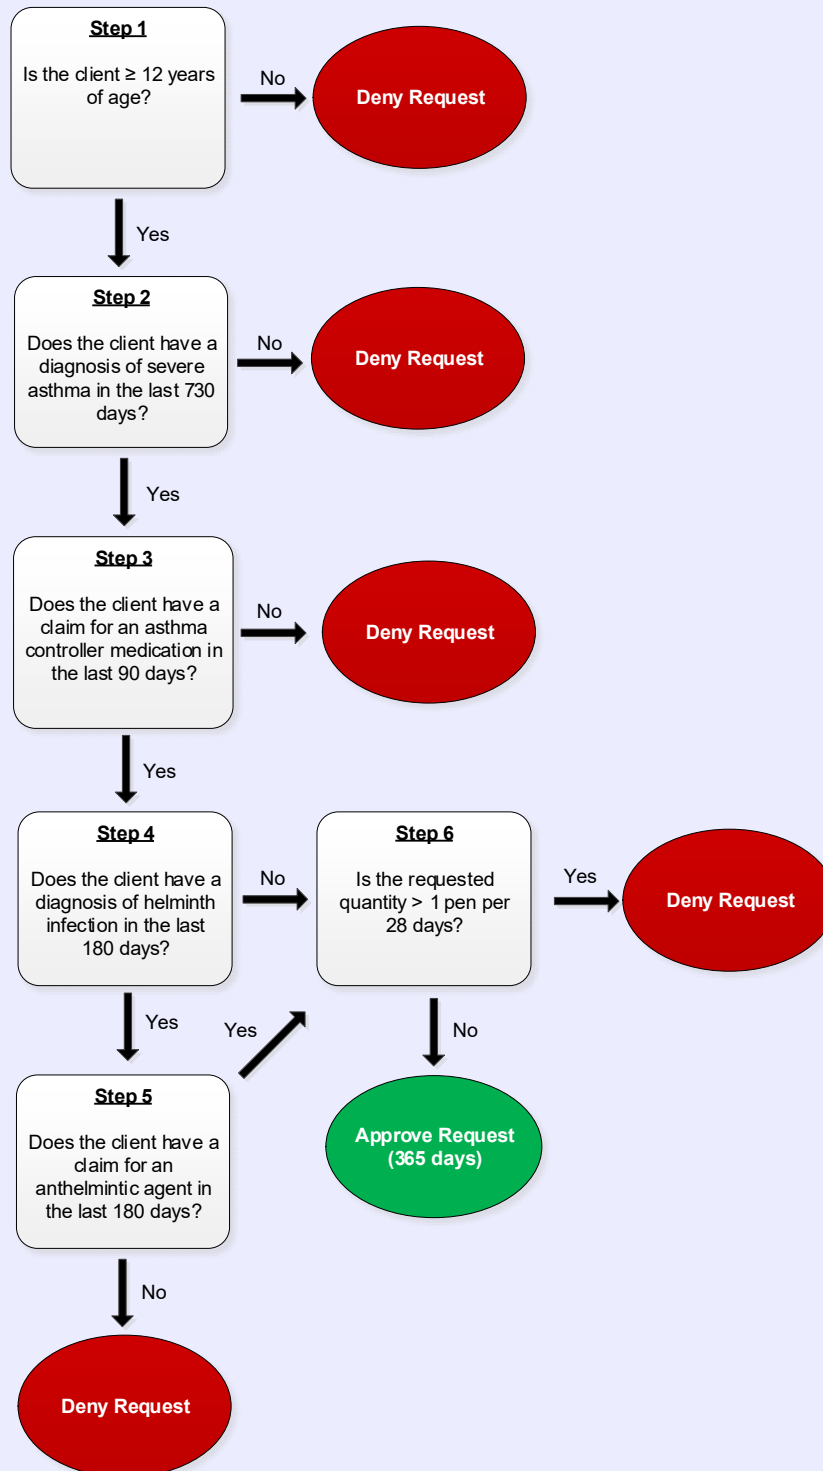 Step 1
Is the client ≥ 12 years
of age?
No
Deny Request
Yes
Step 2
Does the client have a
diagnosis of severe
asthma in the last 730
days?
No
Deny Request
Yes
Step 3
Does the client have a
claim for an asthma
controller medication in
the last 90 days?
No
Deny Request
Yes
Step 4
Does the client have a
diagnosis of helminth
infection in the last
180 days?
No
Step 6
Is the requested
quantity > 1 pen per
28 days?
Yes
Deny Request
Yes
Yes
No
Step 5
Does the client have a
claim for an
anthelmintic agent in
the last 180 days?
Approve Request
(365 days)
No
Deny Request